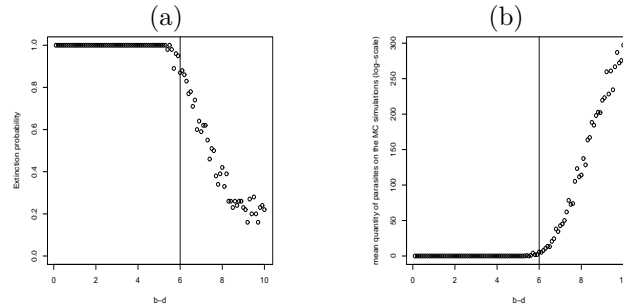 (a)
(b)
Extinction probability
1.0
0.8
0.6
0.4
0.2
0.0
0 2 4 6 8 10
b−d
mean quantity of parasites on the MC simulations (log−scale)
300
250
200
150
100
50
0
0 2 4 6 8 10
b−d